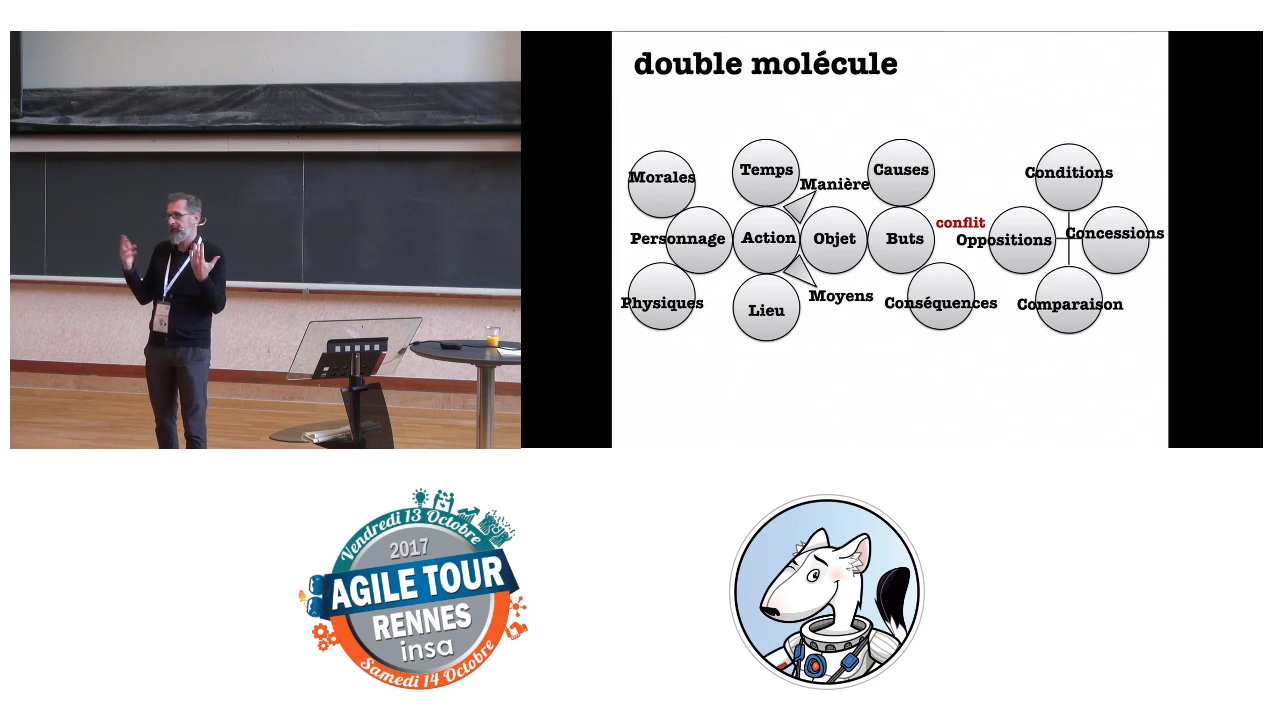 double molécule
Morales
Temps
Manière
Causes
Conditions
Personnage
Action
Objet
Buts
conflit
Oppositions
Concessions
Physiques
Lieu
Moyens
Conséquences
Comparaison
Vendredi 13 Octobre
2017
AGILE TOUR
RENNES
insa
Samedi 14 Octobre